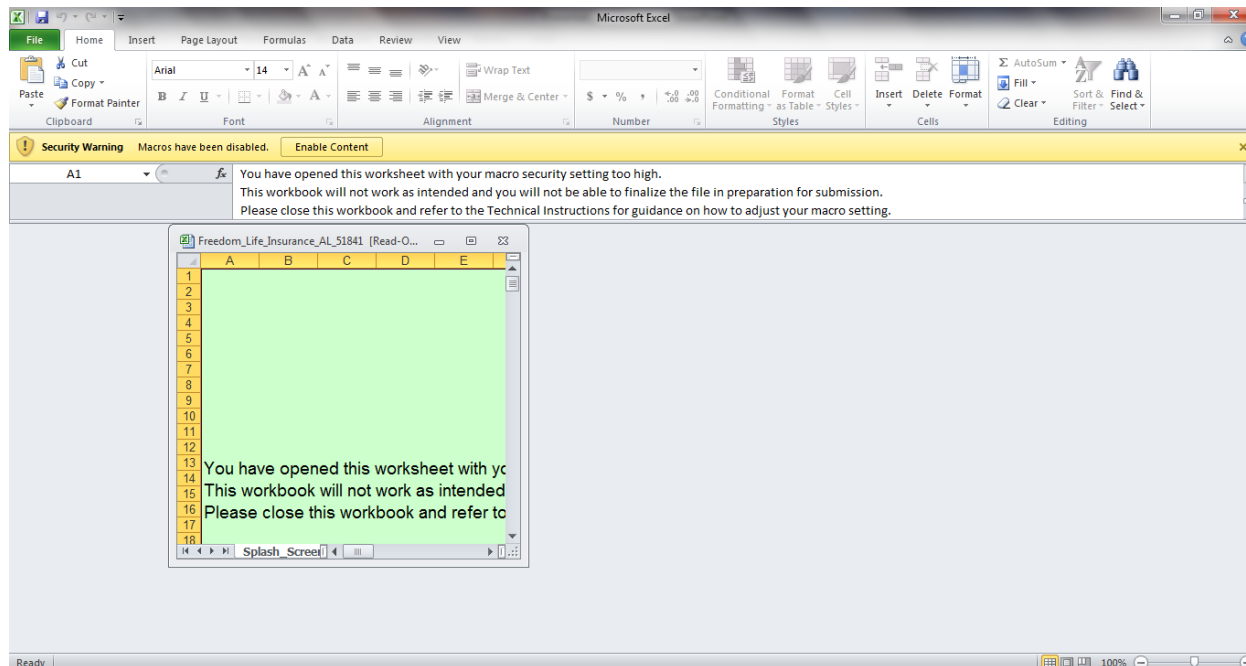 Microsoft Excel
File Home Insert Page Layout Formulas Data Review View
Paste
Cut
Copy
Format Painter
Clipboard
Arial 14 A A
B I U A
Font
Wrap Text
Merge & Center
Alignment
$ % , .00 .00
Number
Conditional Formatting
Format as Table
Cell Styles
Styles
Insert Delete Format
Cells
Σ AutoSum
Fill
Clear
Sort & Filter
Find & Select
Editing
Security Warning Macros have been disabled. Enable Content
A1 fx You have opened this worksheet with your macro security setting too high.
This workbook will not work as intended and you will not be able to finalize the file in preparation for submission.
Please close this workbook and refer to the Technical Instructions for guidance on how to adjust your macro setting.
Freedom_Life_Insurance_AL_51841 [Read-O...
A B C D E
1
2
3
4
5
6
7
8
9
10
11
12
13
14
15
16
17
18
You have opened this worksheet with yo
This workbook will not work as intended
Please close this workbook and refer to
Splash_Screen
Ready 100%